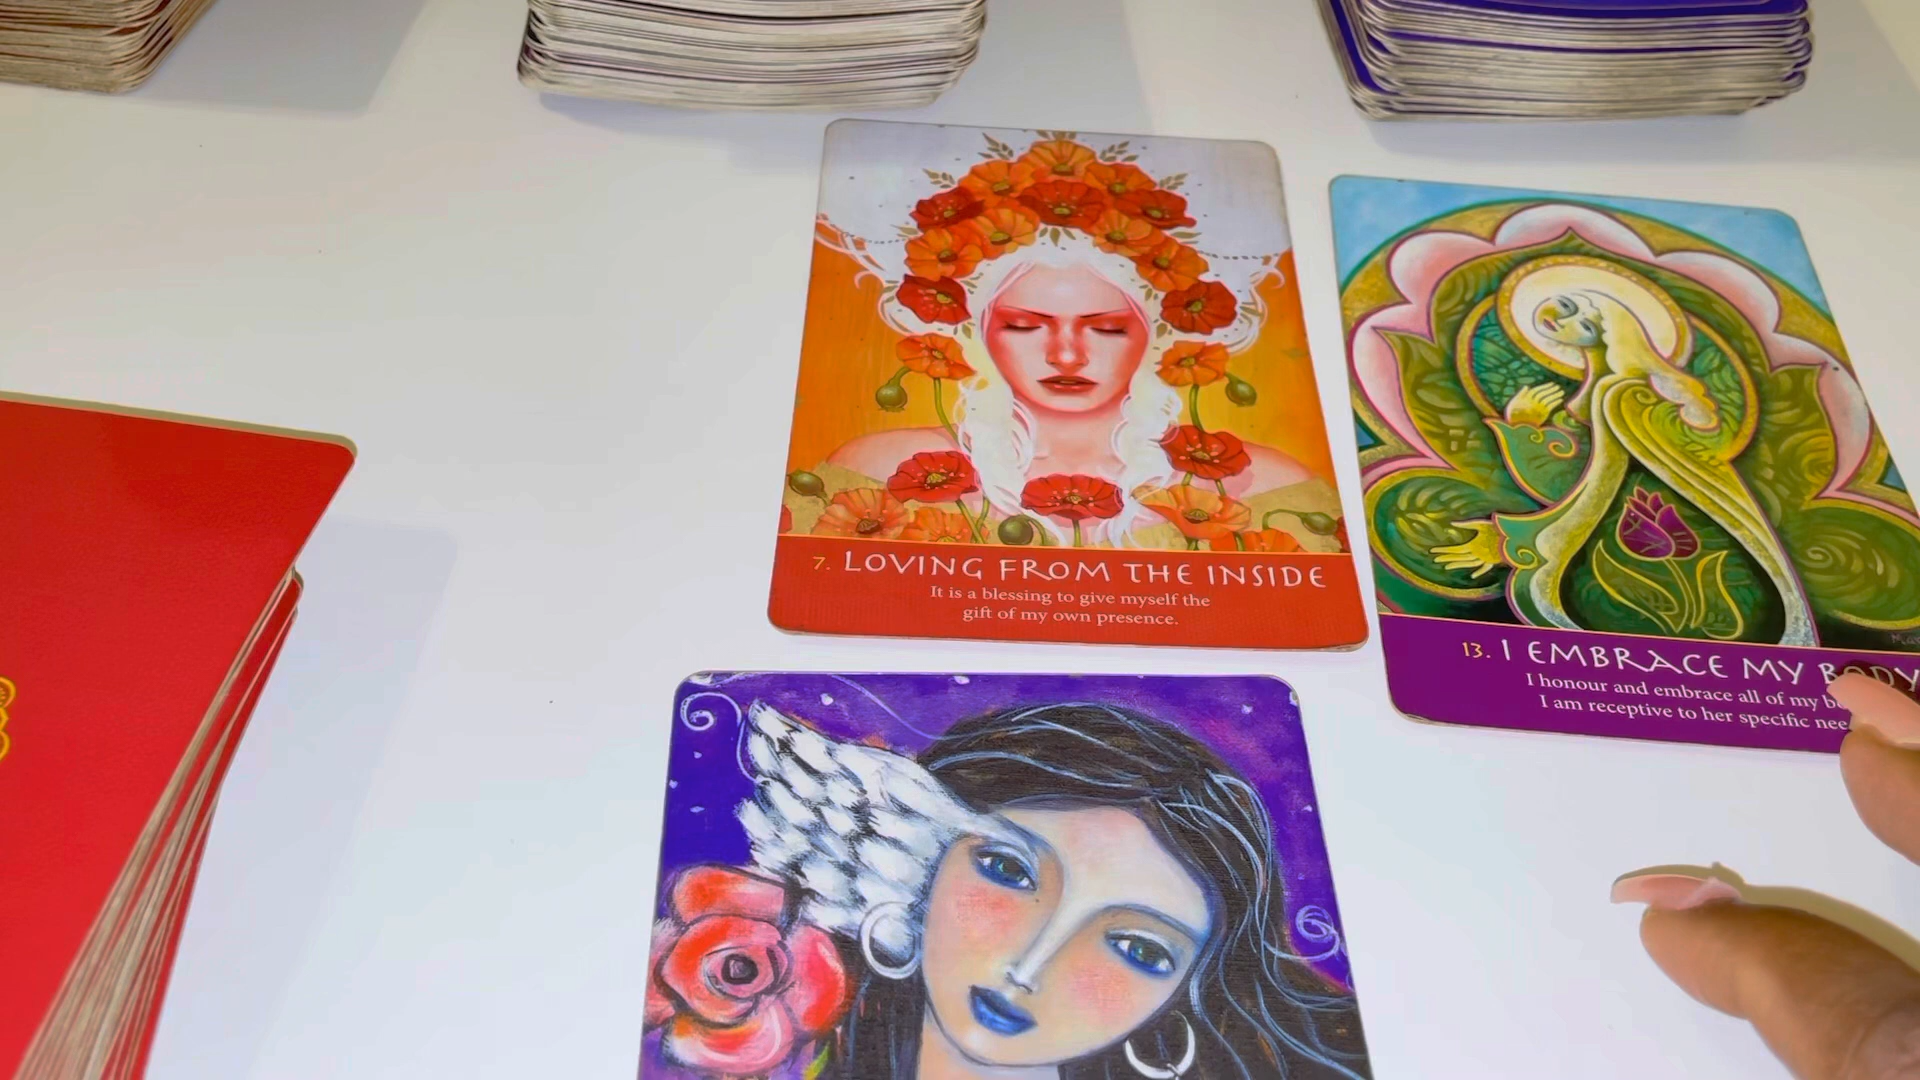 7. LOVING FROM THE INSIDE
It is a blessing to give myself the
gift of my own presence.
13. I EMBRACE MY BODY
I honour and embrace all of my
I am receptive to her specific